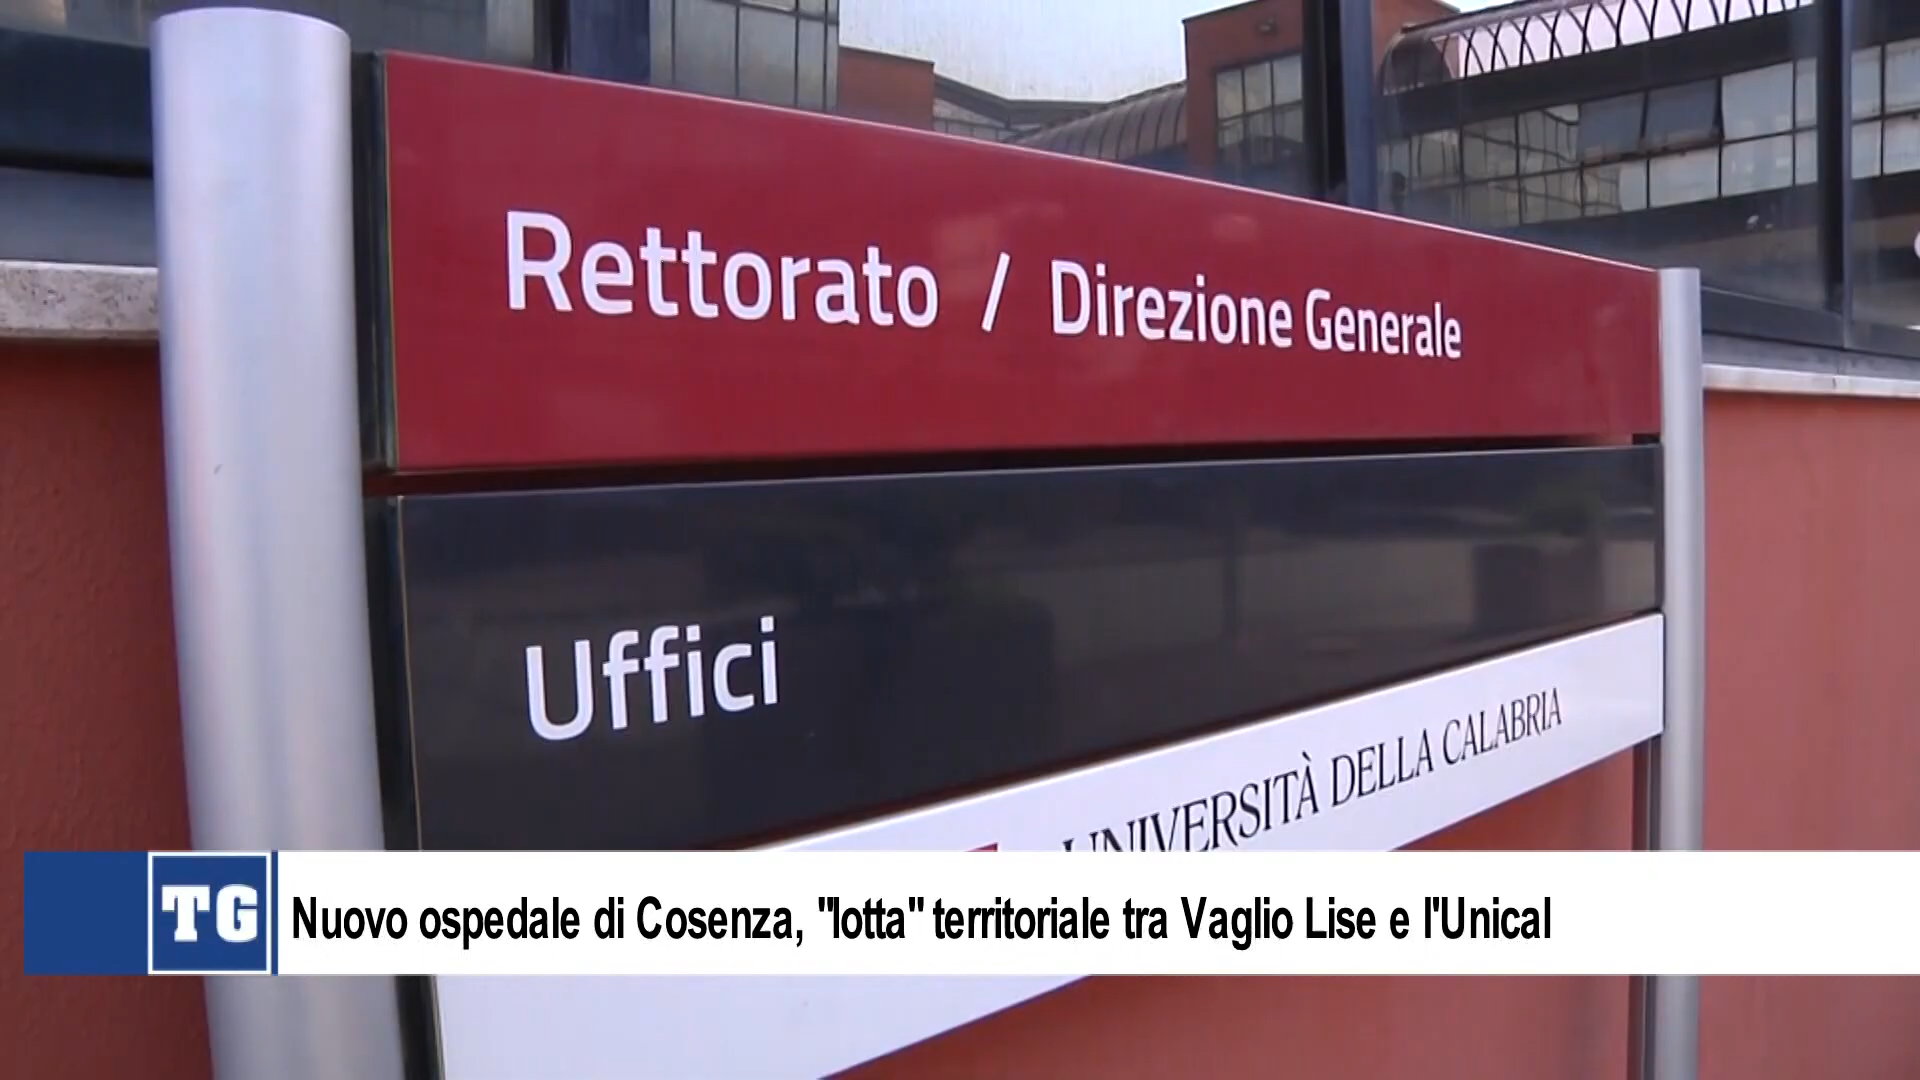 Rettorato / Direzione Generale
Uffici
UNIVERSITÀ DELLA CALABRIA
TG
Nuovo ospedale di Cosenza, "lotta" territoriale tra Vaglio Lise e l'Unical